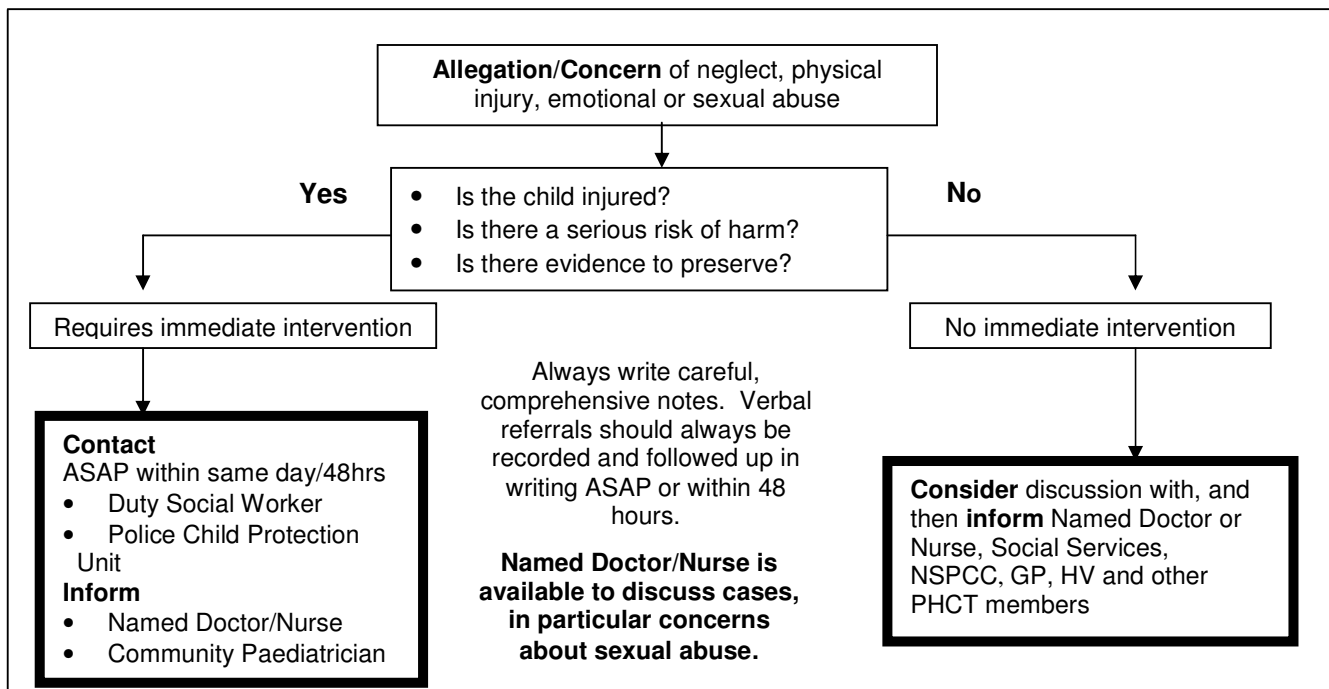 Allegation/Concern of neglect, physical
injury, emotional or sexual abuse
Yes
• Is the child injured?
• Is there a serious risk of harm?
• Is there evidence to preserve?
No
Requires immediate intervention
No immediate intervention
Contact
ASAP within same day/48hrs
• Duty Social Worker
• Police Child Protection
Unit
Inform
• Named Doctor/Nurse
• Community Paediatrician
Always write careful,
comprehensive notes. Verbal
referrals should always be
recorded and followed up in
writing ASAP or within 48
hours.
Named Doctor/Nurse is
available to discuss cases,
in particular concerns
about sexual abuse.
Consider discussion with, and
then inform Named Doctor or
Nurse, Social Services,
NSPCC, GP, HV and other
PHCT members